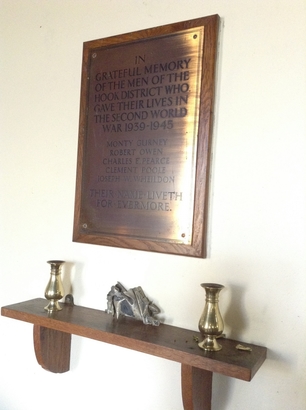 IN
GRATEFUL MEMORY
OF THE MEN OF THE
HOOK DISTRICT WHO
GAVE THEIR LIVES IN
THE SECOND WORLD
WAR 1939-1945
MONTY
ROBERT OWEN
CHARLES F. PEARCE
CLEMENT POOLE
JOSEPH
THEIR NAME LIVETH
FOR EVERMORE.